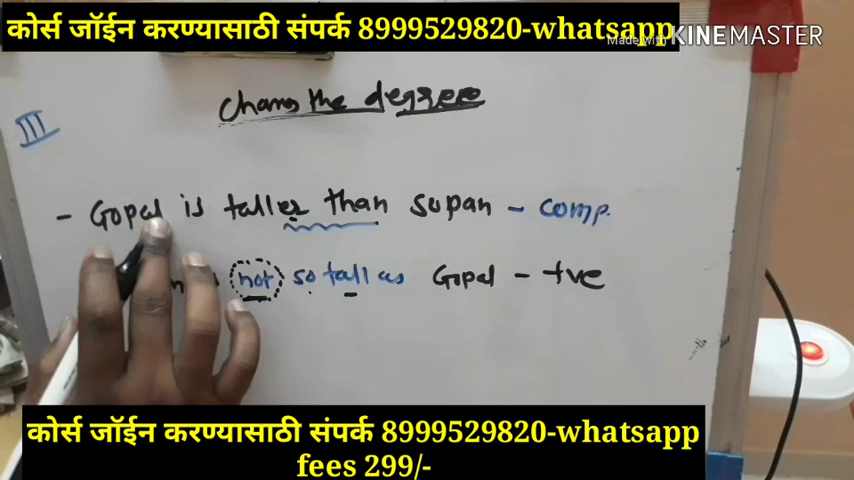 कोर्स जॉईन करण्यासाठी संपर्क 8999529820-whatsapp
Made with KINEMASTER
Change the degree
III
- Gopal is taller than supan - comp.
not so tall as Gopal - +ve
कोर्स जॉईन करण्यासाठी संपर्क 8999529820-whatsapp
fees 299/-